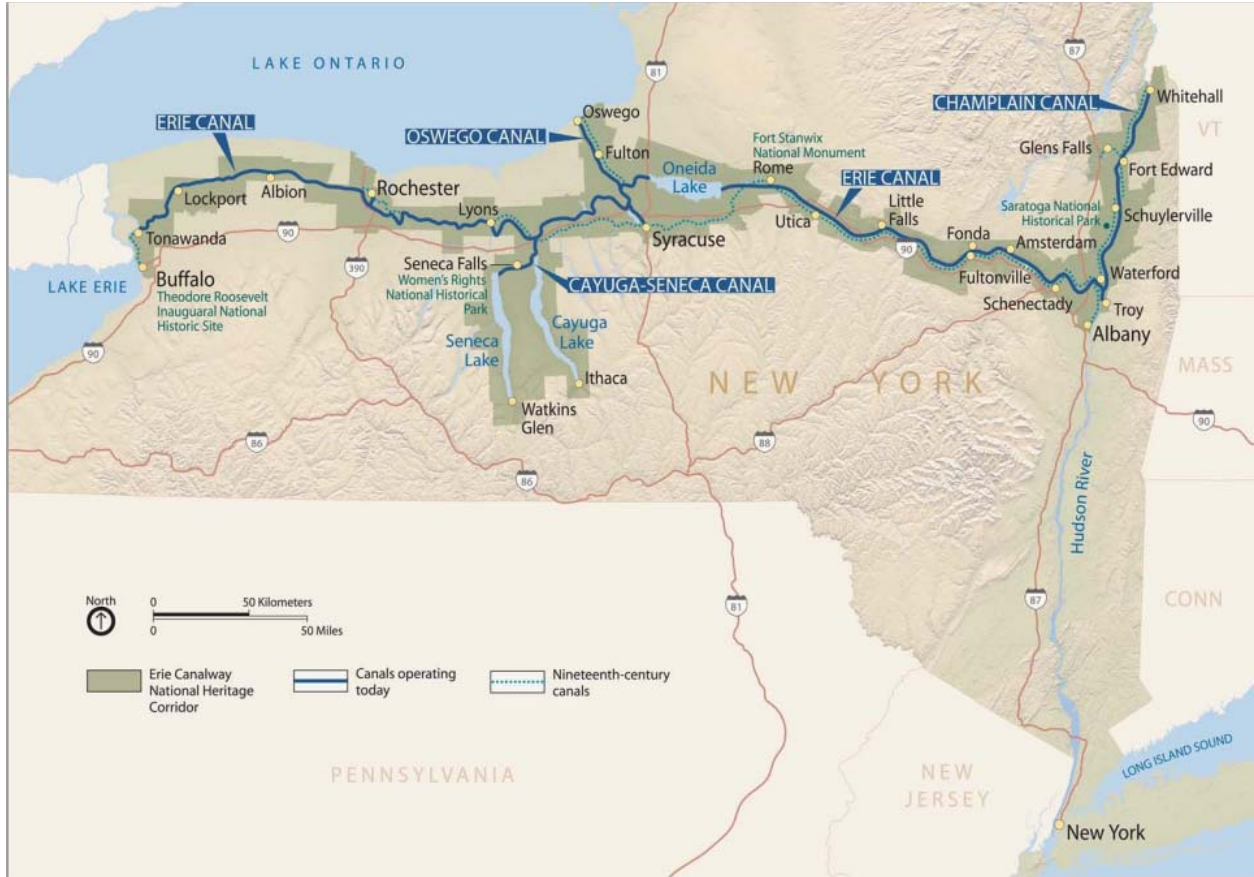 LAKE ONTARIO
81
87
CHAMPLAIN CANAL
Whitehall
VT
ERIE CANAL
OSWEGO CANAL
Oswego
Fulton
Glens Falls
Fort Edward
Fort Stanwix
National Monument
Rome
Oneida
Lake
ERIE CANAL
Lockport
Albion
Rochester
Lyons
Little
Falls
Saratoga National
Historical Park
Schuylerville
Tonawanda
90
Syracuse
Utica
90
Fonda
Amsterdam
Buffalo
390
Seneca Falls
Women's Rights
National Historical
Park
CAYUGA-SENECA CANAL
Fultonville
Schenectady
Waterford
Troy
Albany
LAKE ERIE
Theodore Roosevelt
Inaugural National
Historic Site
90
Seneca
Lake
Cayuga
Lake
Ithaca
Watkins
Glen
NEW YORK
MASS
90
86
86
88
Hudson River
North
0
50 Kilometers
0
50 Miles
81
87
CONN
Erie Canalway
National Heritage
Corridor
Canals operating
today
Nineteenth-century
canals
PENNSYLVANIA
NEW
JERSEY
LONG ISLAND SOUND
New York